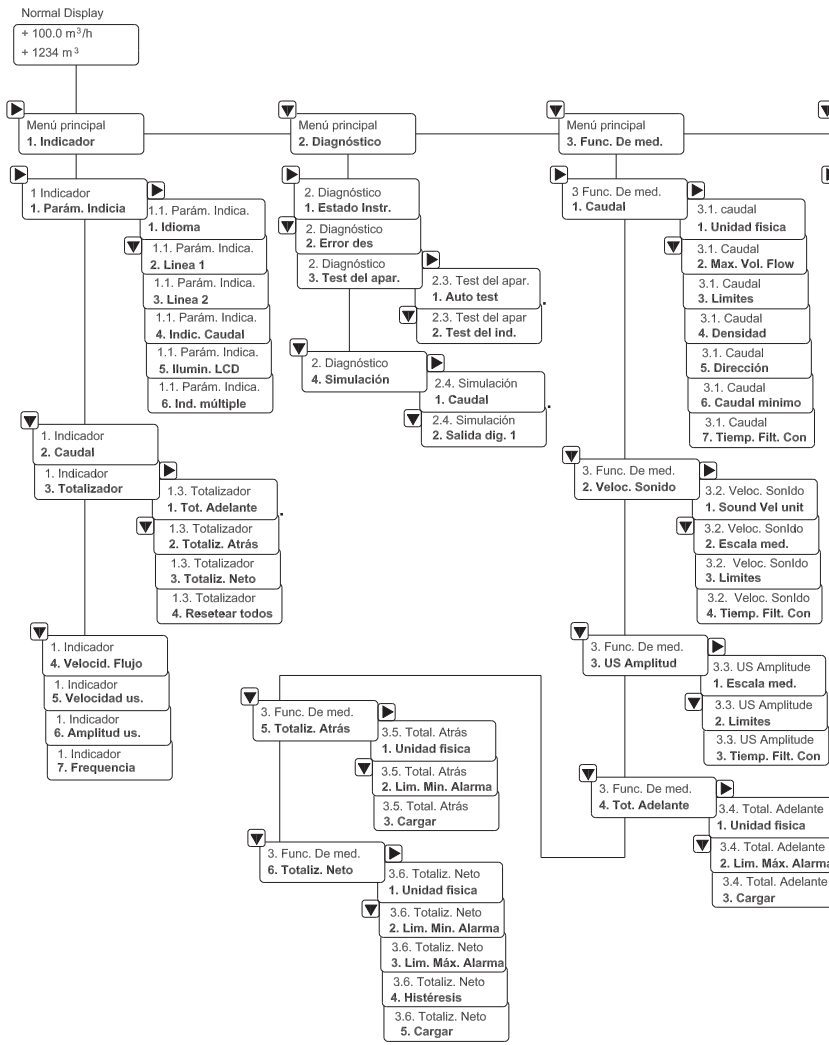 Normal Display
+ 100.0 m³/h
+ 1234 m³
Menú principal
1. Indicador
Menú principal
2. Diagnóstico
Menú principal
3. Func. De med.
1 Indicador
1. Parám. Indicia
1.1. Parám. Indica.
1. Idioma
1.1. Parám. Indica.
2. Linea 1
1.1. Parám. Indica.
3. Linea 2
1.1. Parám. Indica.
4. Indic. Caudal
1.1. Parám. Indica.
5. Ilumin. LCD
1.1. Parám. Indica.
6. Ind. múltiple
1. Indicador
2. Caudal
1. Indicador
3. Totalizador
1.3. Totalizador
1. Tot. Adelante
1.3. Totalizador
2. Totaliz. Atrás
1.3. Totalizador
3. Totaliz. Neto
1.3. Totalizador
4. Resetear todos
1. Indicador
4. Velocid. Flujo
1. Indicador
5. Velocidad us.
1. Indicador
6. Amplitud us.
1. Indicador
7. Frequencia
2. Diagnóstico
1. Estado Instr.
2. Diagnóstico
2. Error des
2. Diagnóstico
3. Test del apar.
2.3. Test del apar.
1. Auto test
2.3. Test del apar
2. Test del ind.
2. Diagnóstico
4. Simulación
2.4. Simulación
1. Caudal
2.4. Simulación
2. Salida dig. 1
3 Func. De med.
1. Caudal
3.1. caudal
1. Unidad fisica
3.1. Caudal
2. Max. Vol. Flow
3.1. Caudal
3. Limites
3.1. Caudal
4. Densidad
3.1. Caudal
5. Dirección
3.1. Caudal
6. Caudal minimo
3.1. Caudal
7. Tiemp. Filt. Con
3. Func. De med.
2. Veloc. Sonido
3.2. Veloc. SonIdo
1. Sound Vel unit
3.2. Veloc. SonIdo
2. Escala med.
3.2. Veloc. SonIdo
3. Limites
3.2. Veloc. SonIdo
4. Tiemp. Filt. Con
3. Func. De med.
3. US Amplitud
3.3. US Amplitude
1. Escala med.
3.3. US Amplitude
2. Limites
3.3. US Amplitude
3. Tiemp. Filt. Con
3. Func. De med.
4. Tot. Adelante
3.4. Total. Adelante
1. Unidad fisica
3.4. Total. Adelante
2. Lim. Máx. Alarma
3.4. Total. Adelante
3. Cargar
3. Func. De med.
5. Totaliz. Atrás
3.5. Total. Atrás
1. Unidad fisica
3.5. Total. Atrás
2. Lim. Min. Alarma
3.5. Total. Atrás
3. Cargar
3. Func. De med.
6. Totaliz. Neto
3.6. Totaliz. Neto
1. Unidad fisica
3.6. Totaliz. Neto
2. Lim. Min. Alarma
3.6. Totaliz. Neto
3. Lim. Máx. Alarma
3.6. Totaliz. Neto
4. Histéresis
3.6. Totaliz. Neto
5. Cargar